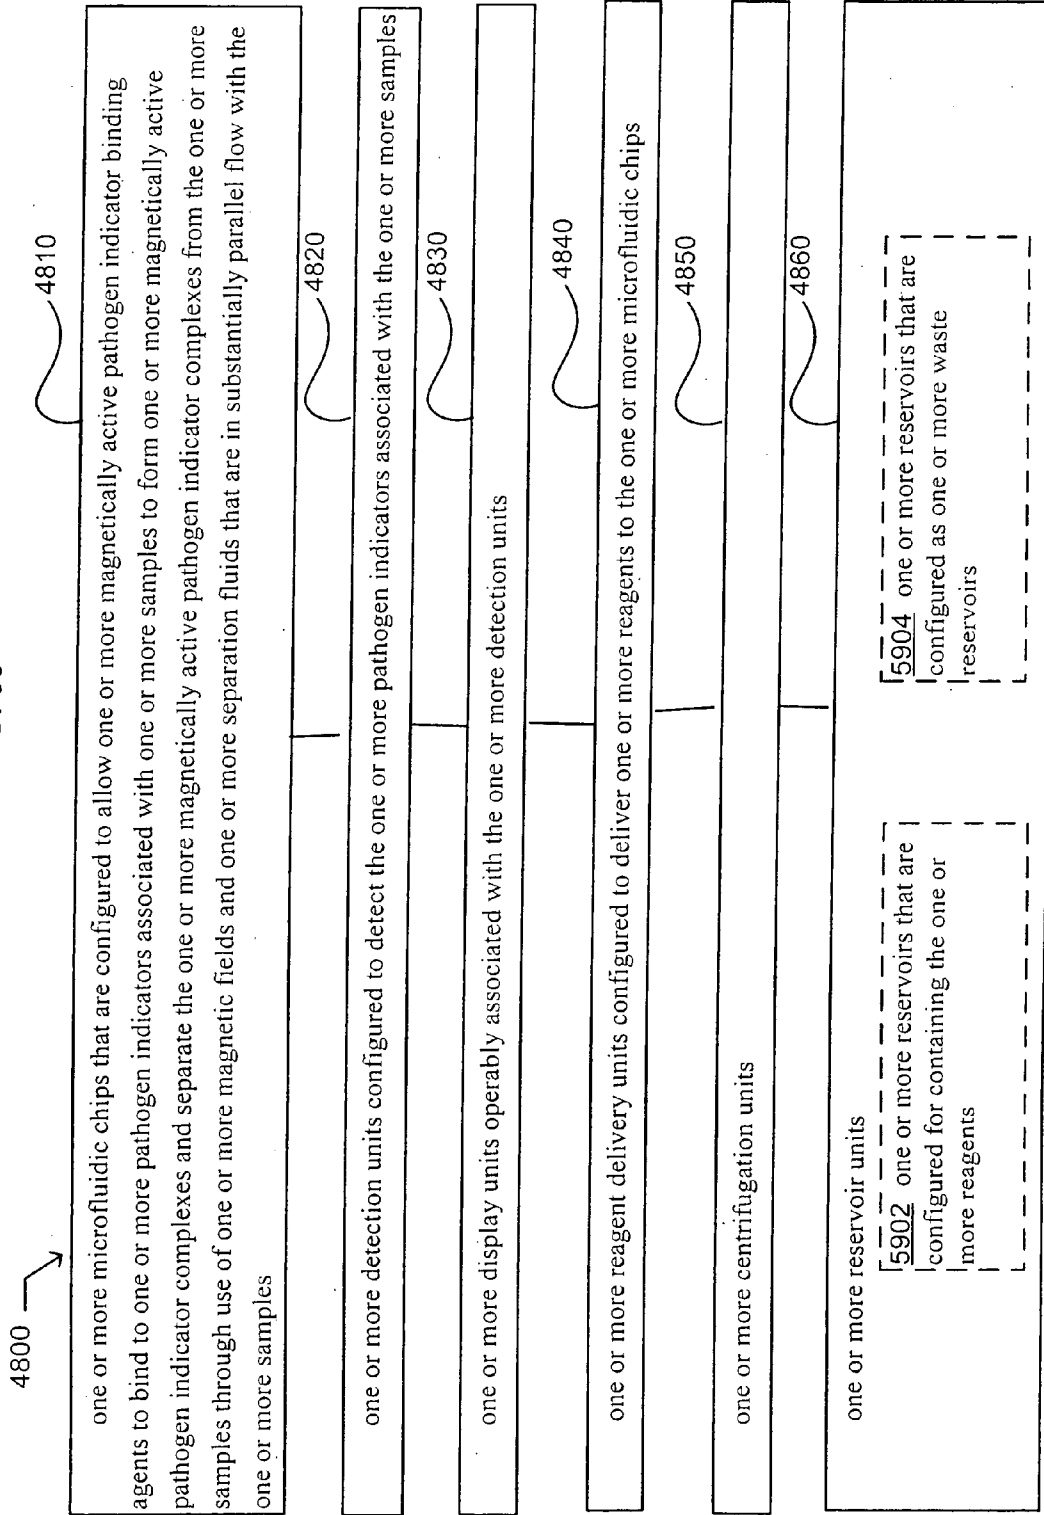 4800
4810
one or more microfluidic chips that are configured to allow one or more magnetically active pathogen indicator binding
agents to bind to one or more pathogen indicators associated with one or more samples to form one or more magnetically active
pathogen indicator complexes and separate the one or more magnetically active pathogen indicator complexes from the one or more
samples through use of one or more magnetic fields and one or more separation fluids that are in substantially parallel flow with the
one or more samples
4820
one or more detection units configured to detect the one or more pathogen indicators associated with the one or more samples
4830
one or more display units operably associated with the one or more detection units
4840
one or more reagent delivery units configured to deliver one or more reagents to the one or more microfluidic chips
4850
one or more centrifugation units
4860
one or more reservoir units
5902 one or more reservoirs that are
configured for containing the one or
more reagents
5904 one or more reservoirs that are
configured as one or more waste
reservoirs